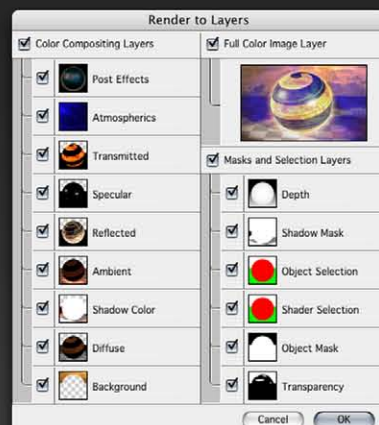 Render to Layers
Color Compositing Layers
Post Effects
Atmospherics
Transmitted
Specular
Reflected
Ambient
Shadow Color
Diffuse
Background
Full Color Image Layer
Masks and Selection Layers
Depth
Shadow Mask
Object Selection
Shader Selection
Object Mask
Transparency
Cancel
OK